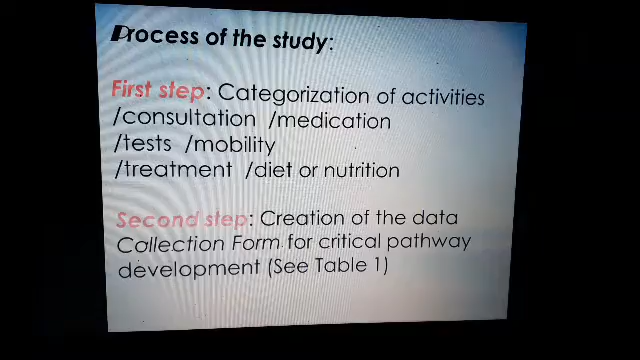 Process of the study:
First step: Categorization of activities
/consultation /medication
/tests /mobility
/treatment /diet or nutrition
Second step: Creation of the data
Collection Form for critical pathway
development (See Table 1)